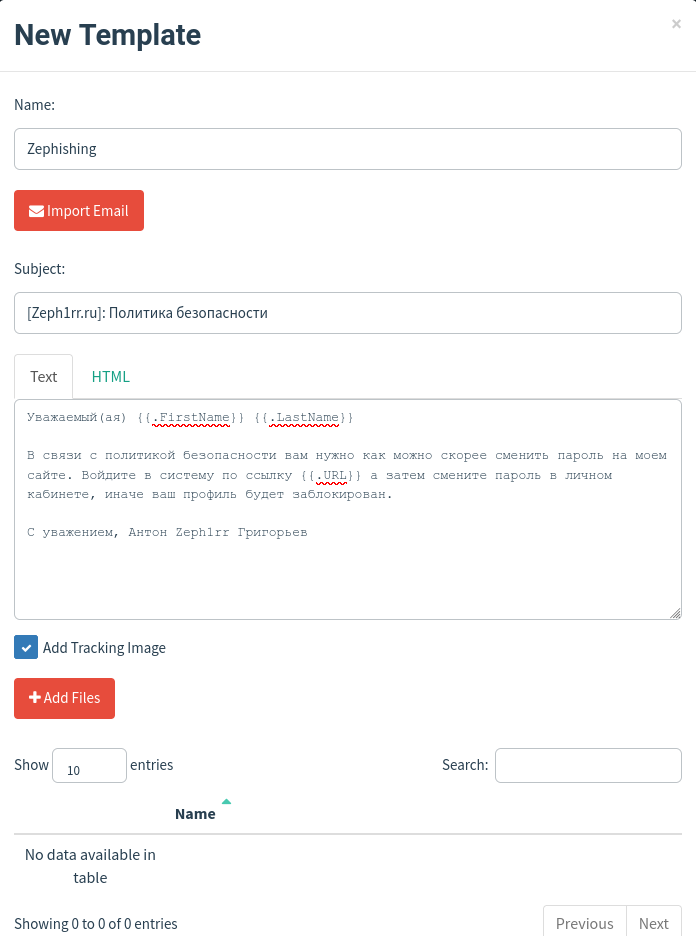 New Template
×
Name:
Zephishing
Import Email
Subject:
[Zeph1rr.ru]: Политика безопасности
Text HTML
Уважаемый(ая) {{.FirstName}} {{.LastName}}
В связи с политикой безопасности вам нужно как можно скорее сменить пароль на моем
сайте. Войдите в систему по ссылку {{.URL}} а затем смените пароль в личном
кабинете, иначе ваш профиль будет заблокирован.
С уважением, Антон Zeph1rr Григорьев
Add Tracking Image
Add Files
Show 10 entries Search:
Name
No data available in
table
Showing 0 to 0 of 0 entries Previous Next